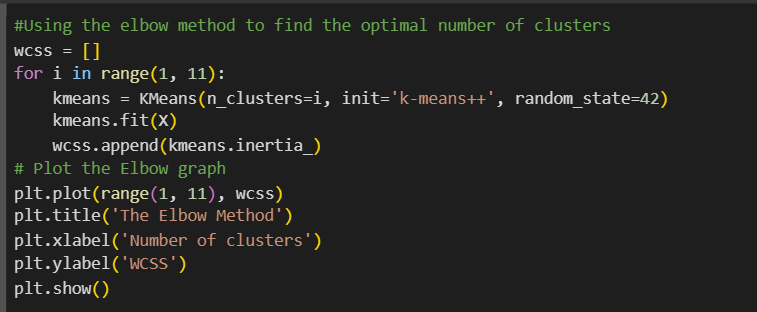 #Using the elbow method to find the optimal number of clusters
wcss = []
for i in range(1, 11):
    kmeans = KMeans(n_clusters=i, init='k-means++', random_state=42)
    kmeans.fit(X)
    wcss.append(kmeans.inertia_)
# Plot the Elbow graph
plt.plot(range(1, 11), wcss)
plt.title('The Elbow Method')
plt.xlabel('Number of clusters')
plt.ylabel('WCSS')
plt.show()